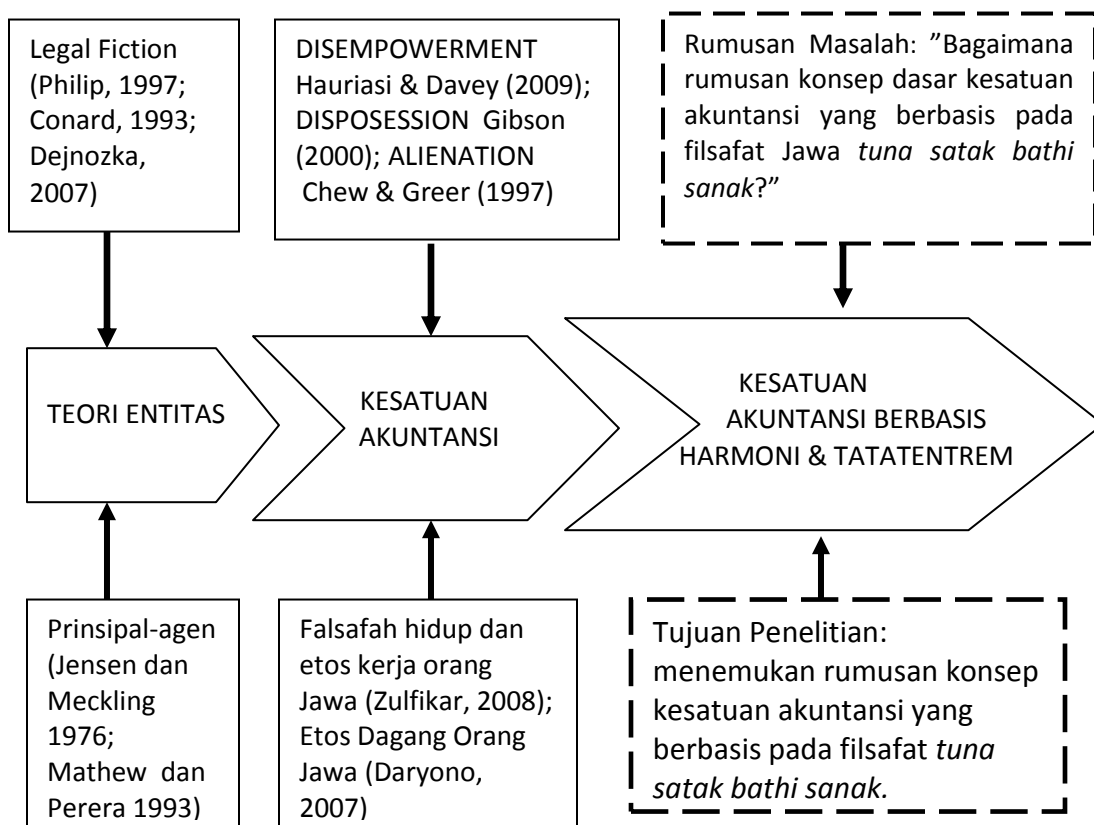 Legal Fiction
(Philip, 1997;
Conard, 1993;
Dejnozka,
2007)
DISEMPOWERMENT
Hauriasi & Davey (2009);
DISPOSESSION Gibson
(2000); ALIENATION
Chew & Greer (1997)
Rumusan Masalah: ”Bagaimana
rumusan konsep dasar kesatuan
akuntansi yang berbasis pada
filsafat Jawa tuna satak bathi
sanak?”
TEORI ENTITAS
KESATUAN
AKUNTANSI
KESATUAN
AKUNTANSI BERBASIS
HARMONI & TATATENTREM
Prinsipal-agen
(Jensen dan
Meckling
1976;
Mathew dan
Perera 1993)
Falsafah hidup dan
etos kerja orang
Jawa (Zulfikar, 2008);
Etos Dagang Orang
Jawa (Daryono,
2007)
Tujuan Penelitian:
menemukan rumusan konsep
kesatuan akuntansi yang
berbasis pada filsafat tuna
satak bathi sanak.